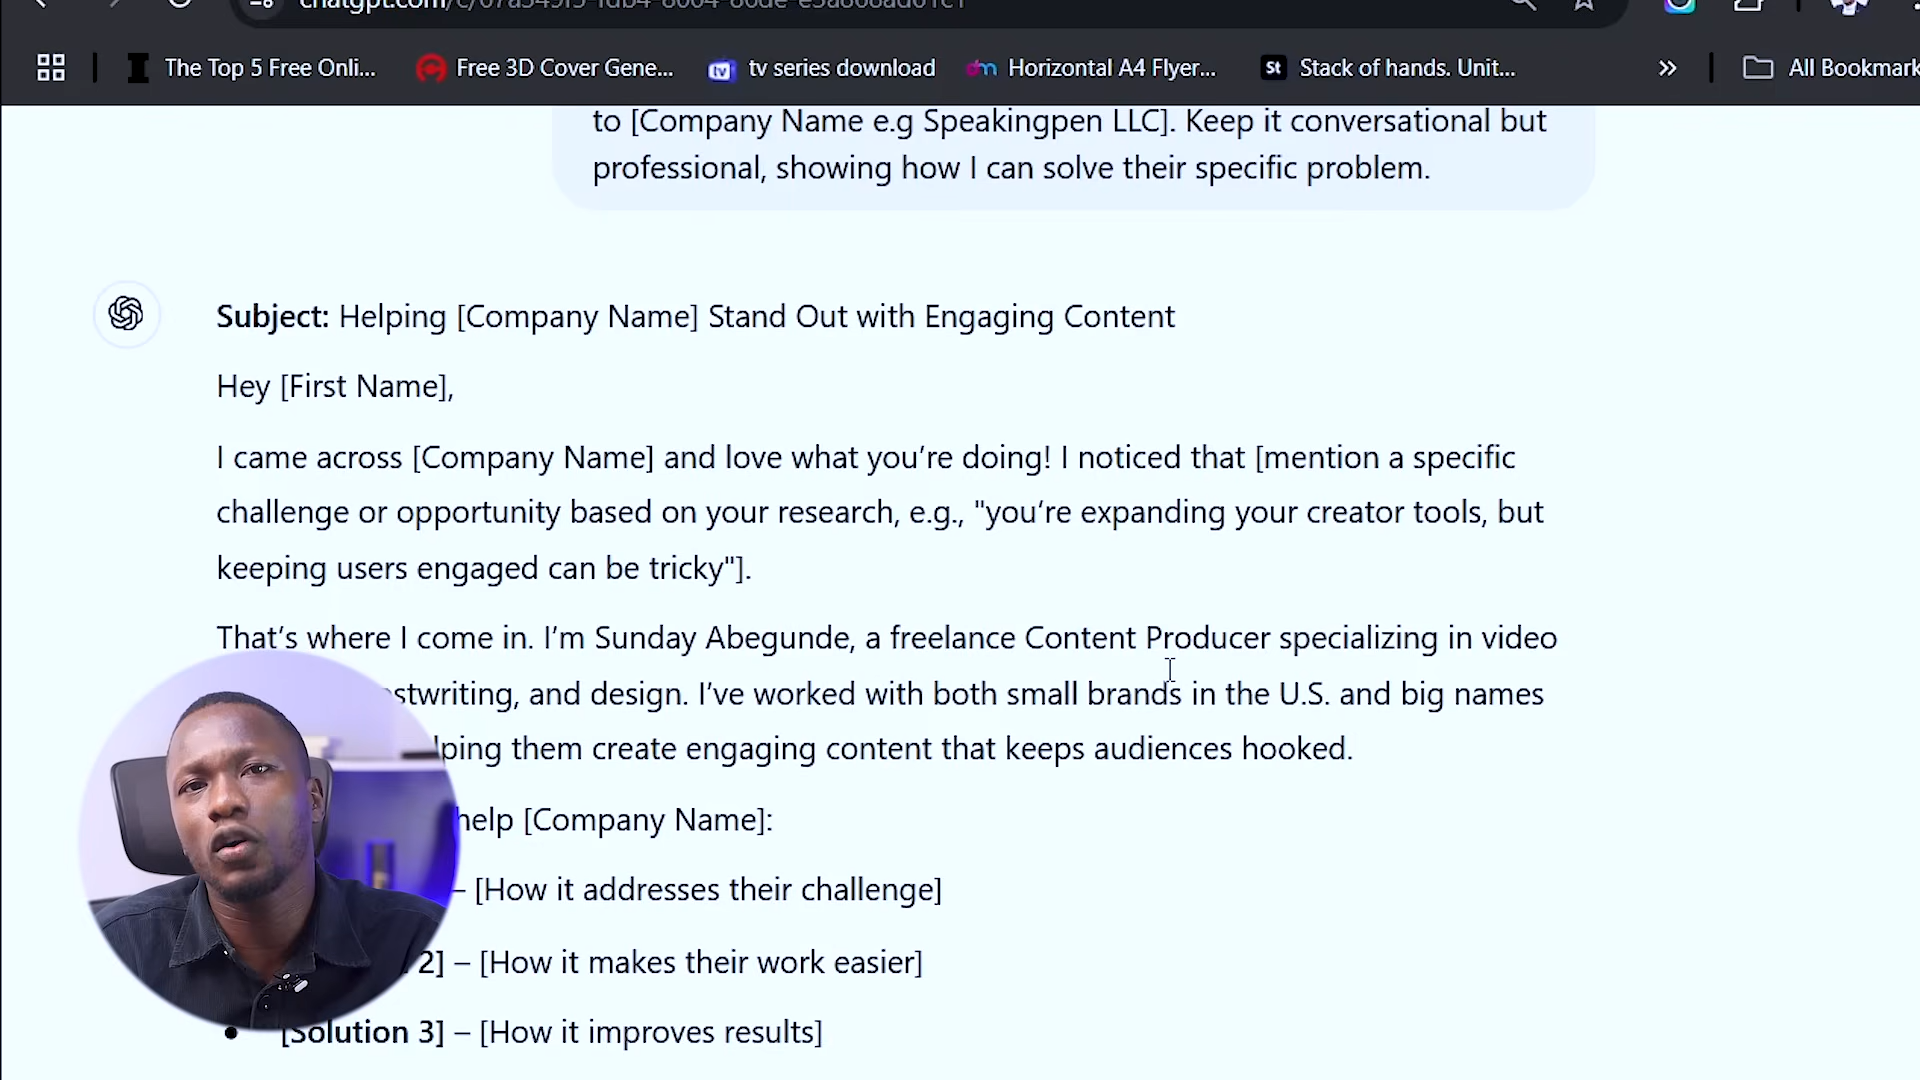 The Top 5 Free Onli...
Free 3D Cover Gene...
tv
tv series download
dm
Horizontal A4 Flyer...
St
Stack of hands. Unit...
»
All Bookmark
to [Company Name e.g Speakingpen LLC]. Keep it conversational but
professional, showing how I can solve their specific problem.
Subject: Helping [Company Name] Stand Out with Engaging Content
Hey [First Name],
I came across [Company Name] and love what you’re doing! I noticed that [mention a specific
challenge or opportunity based on your research, e.g., "you’re expanding your creator tools, but
keeping users engaged can be tricky"].
That’s where I come in. I’m Sunday Abegunde, a freelance Content Producer specializing in video
stwriting, and design. I’ve worked with both small brands in the U.S. and big names
lping them create engaging content that keeps audiences hooked.
help [Company Name]:
– [How it addresses their challenge]
2] – [How it makes their work easier]
• [Solution 3] – [How it improves results]